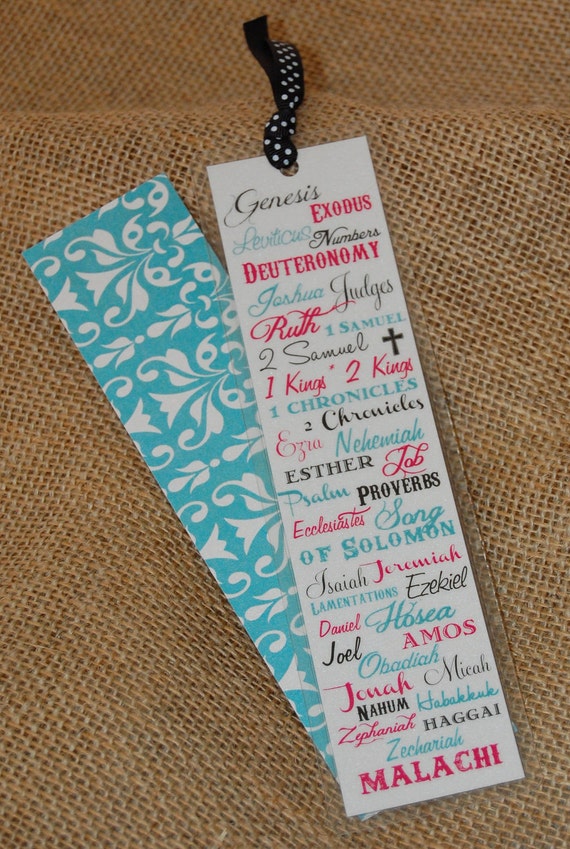 Genesis EXODUS
Leviticus Numbers
DEUTERONOMY
Joshua Judges
Ruth 1 SAMUEL
2 Samuel
1 Kings * 2 Kings
1 CHRONICLES
2 Chronicles
Ezra Nehemiah
ESTHER Job
Psalm PROVERBS
Ecclesiastes Song
OF SOLOMON
Isaiah Jeremiah
LAMENTATIONS Ezekiel
Daniel Hosea
Joel AMOS
Obadiah
Jonah Micah
NAHUM Habakkuk
Zephaniah HAGGAI
Zechariah
MALACHI